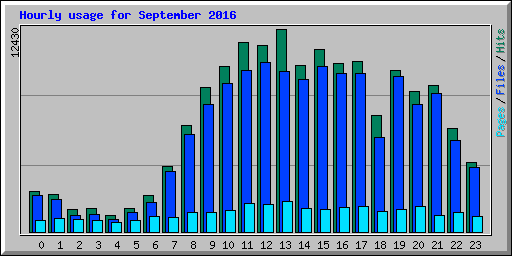 Hourly usage for September 2016
12430
Pages/Files/Hits
0 1 2 3 4 5 6 7 8 9 10 11 12 13 14 15 16 17 18 19 20 21 22 23